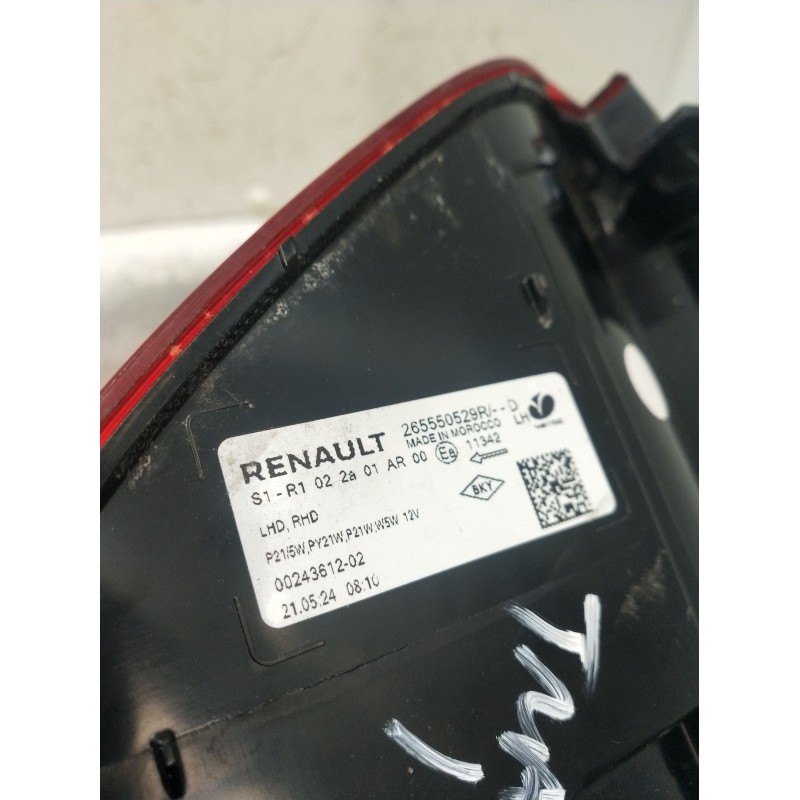 RENAULT 265550529R/--D
MADE IN MOROCCO LH
S1-R1 02 2a 01 AR 00 E8 11342
LHD, RHD
BKY
P21/5W,PY21W,P21W,W5W 12V
00243612-02
21.05.24 08:10